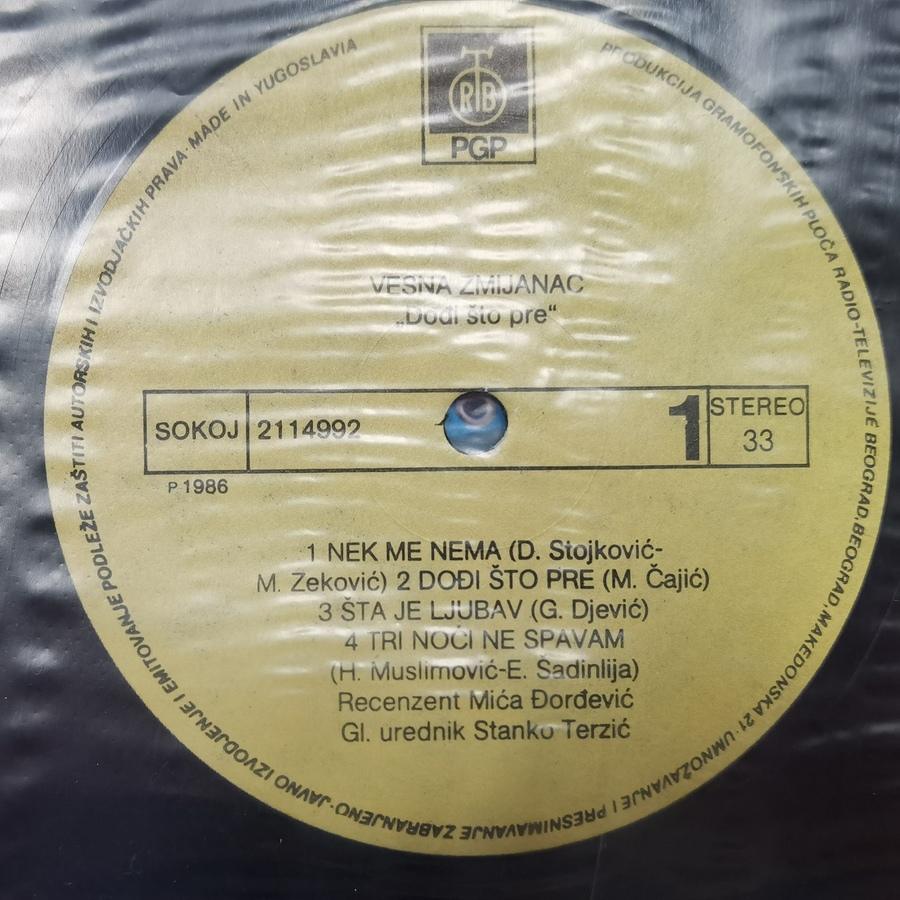 RTB
PGP
PRODUKCIJA GRAMOFONSKIH PLOČA RADIO-TELEVIZIJE BEOGRAD, BEOGRAD, MAKEDONSKA 21 · UMNOŽAVANJE I PRESNIMAVANJE ZABRANJENO · JAVNO IZVODJENJE I EMITOVANJE PODLEŽE ZAŠTITI AUTORSKIH I IZVODJAČKIH PRAVA · MADE IN YUGOSLAVIA
VESNA ZMIJANAC
„Dođi što pre“
SOKOJ 2114992 1 STEREO
33
P 1986
1 NEK ME NEMA (D. Stojković-
M. Zeković) 2 DOĐI ŠTO PRE (M. Čajić)
3 ŠTA JE LJUBAV (G. Djević)
4 TRI NOĆI NE SPAVAM
(H. Muslimović-E. Sadinlija)
Recenzent Mića Đorđević
Gl. urednik Stanko Terzić